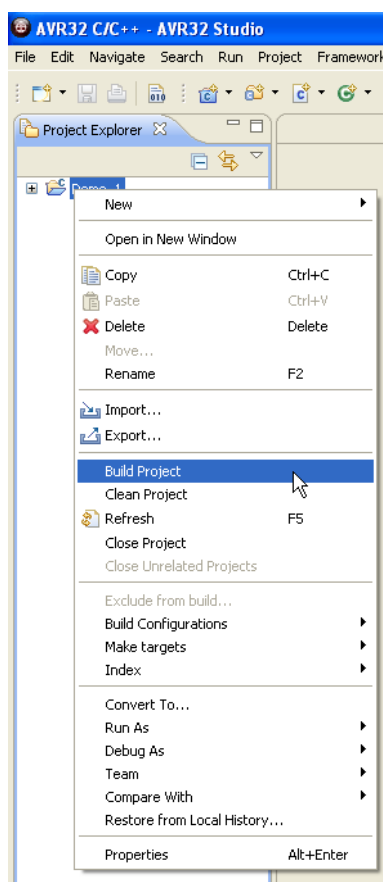 AVR32 C/C++ - AVR32 Studio
File Edit Navigate Search Run Project Framework
010
Project Explorer
New
Open in New Window
Copy Ctrl+C
Paste Ctrl+V
Delete Delete
Move...
Rename F2
Import...
Export...
Build Project
Clean Project
Refresh F5
Close Project
Close Unrelated Projects
Exclude from build...
Build Configurations
Make targets
Index
Convert To...
Run As
Debug As
Team
Compare With
Restore from Local History...
Properties Alt+Enter